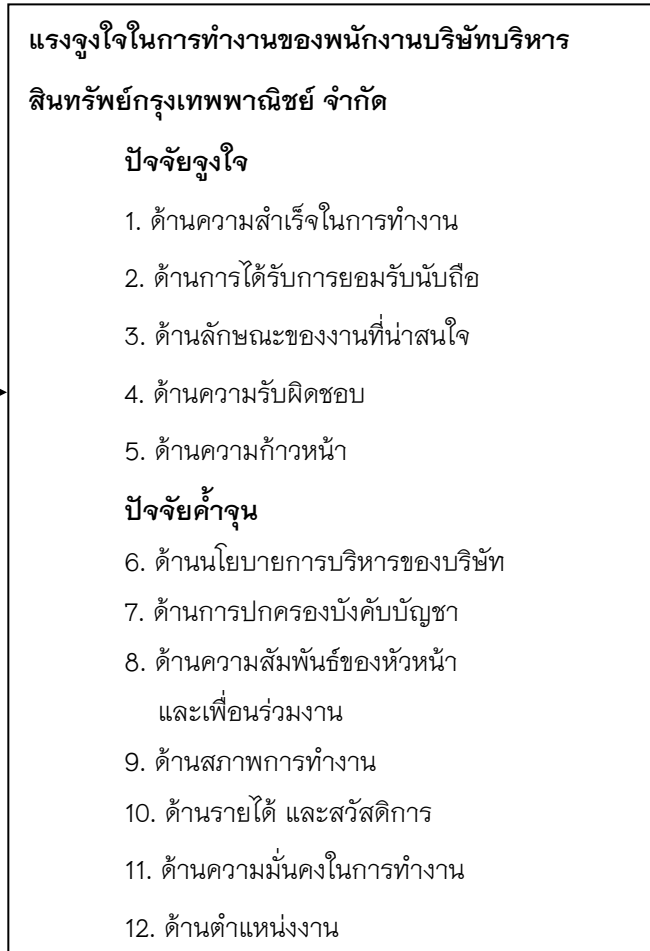 แรงจูงใจในการทำงานของพนักงานบริษัทบริหาร
สินทรัพย์กรุงเทพพาณิชย์ จำกัด
ปัจจัยจูงใจ
1. ด้านความสำเร็จในการทำงาน
2. ด้านการได้รับการยอมรับนับถือ
3. ด้านลักษณะของงานที่น่าสนใจ
4. ด้านความรับผิดชอบ
5. ด้านความก้าวหน้า
ปัจจัยค้ำจุน
6. ด้านนโยบายการบริหารของบริษัท
7. ด้านการปกครองบังคับบัญชา
8. ด้านความสัมพันธ์ของหัวหน้า
และเพื่อนร่วมงาน
9. ด้านสภาพการทำงาน
10. ด้านรายได้ และสวัสดิการ
11. ด้านความมั่นคงในการทำงาน
12. ด้านตำแหน่งงาน